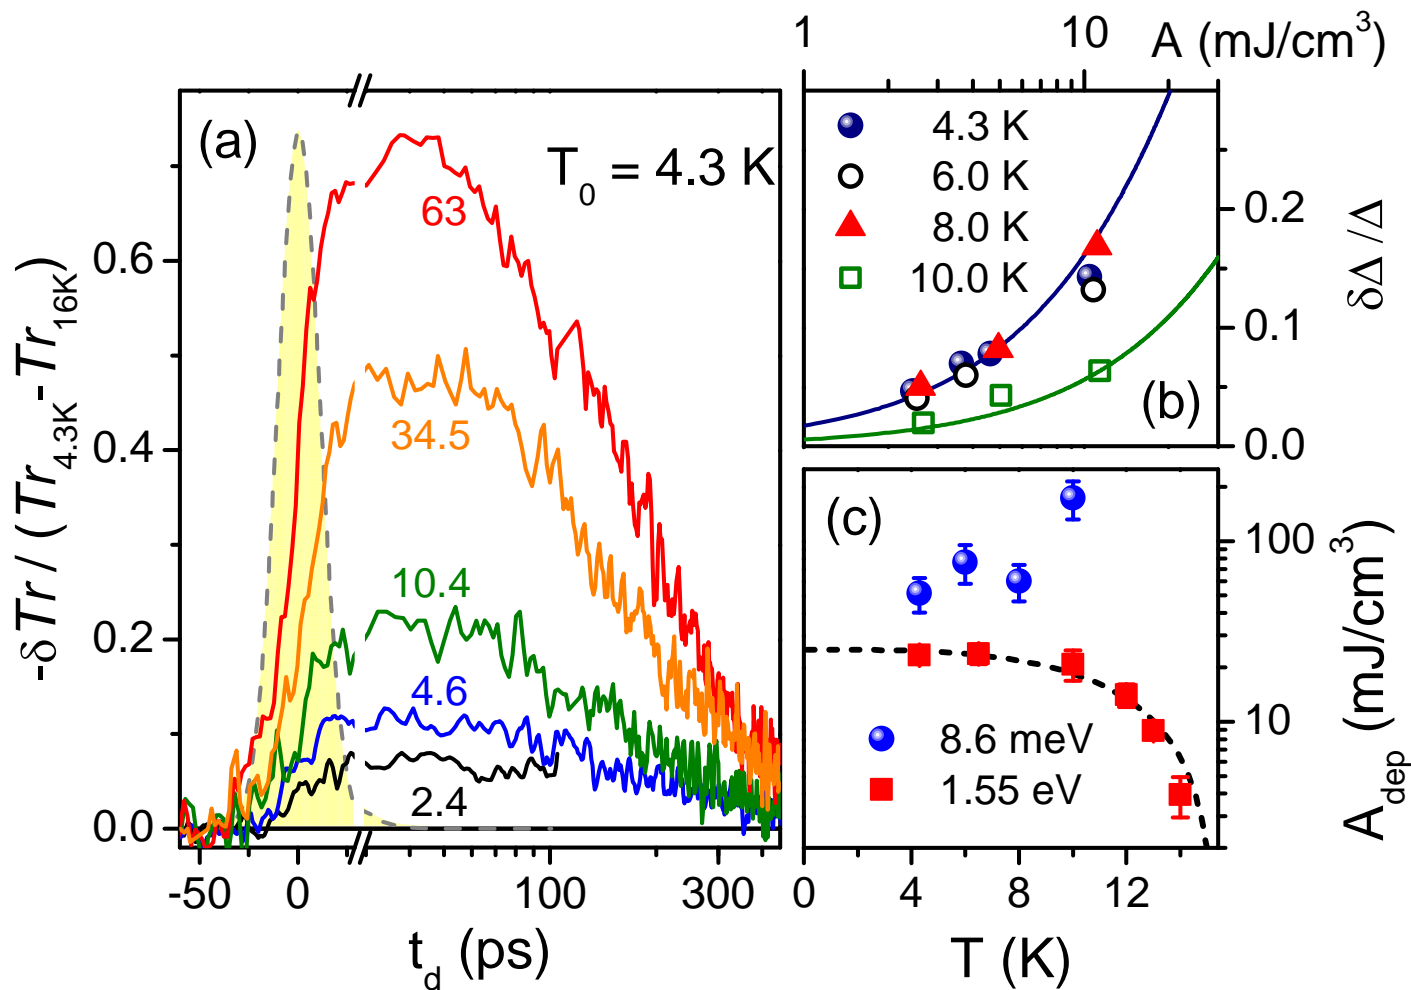 (a)
T₀ = 4.3 K
63
34.5
10.4
4.6
2.4
-δTr / (Tr₄.₃K-Tr₁₆K)
0.6
0.4
0.2
0.0
-50 0 100 300
t_d (ps)
1 10 A (mJ/cm³)
4.3 K
6.0 K
8.0 K
10.0 K
(b)
0.2
0.1
0.0
δΔ/Δ
(c)
8.6 meV
1.55 eV
100
10
A_dep (mJ/cm³)
0 4 8 12
T (K)